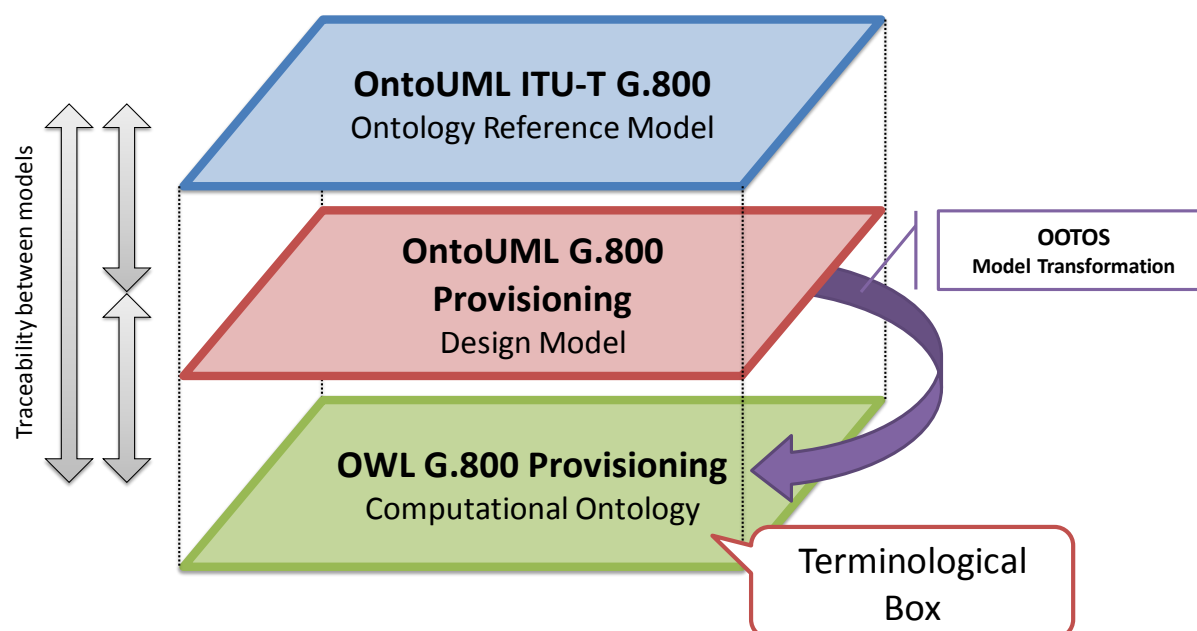 OntoUML ITU-T G.800
Ontology Reference Model
Traceability between models
OntoUML G.800
Provisioning
Design Model
OOTOS
Model Transformation
OWL G.800 Provisioning
Computational Ontology
Terminological
Box